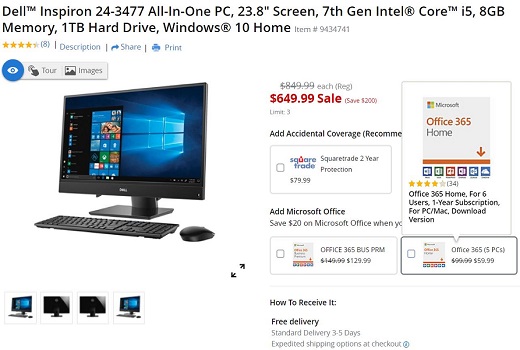 Dell™ Inspiron 24-3477 All-In-One PC, 23.8" Screen, 7th Gen Intel® Core™ i5, 8GB
Memory, 1TB Hard Drive, Windows® 10 Home Item # 9434741
(8) | Description | Share | Print
Tour Images
$849.99 each (Reg)
$649.99 Sale (Save $200)
Limit: 3
Add Accidental Coverage (Recomme
square trade
Squaretrade 2 Year
Protection
$79.99
Microsoft
Office 365
Home
(34)
Office 365 Home, For 6
Users, 1-Year Subscription,
For PC/Mac, Download
Version
Add Microsoft Office
Save $20 on Microsoft Office when yo
OFFICE 365 BUS PRM
$149.99 $129.99
Office 365 (5 PCs)
$99.99 $59.99
DELL
How To Receive It:
Free delivery
Standard Delivery 3-5 Days
Expedited shipping options at checkout